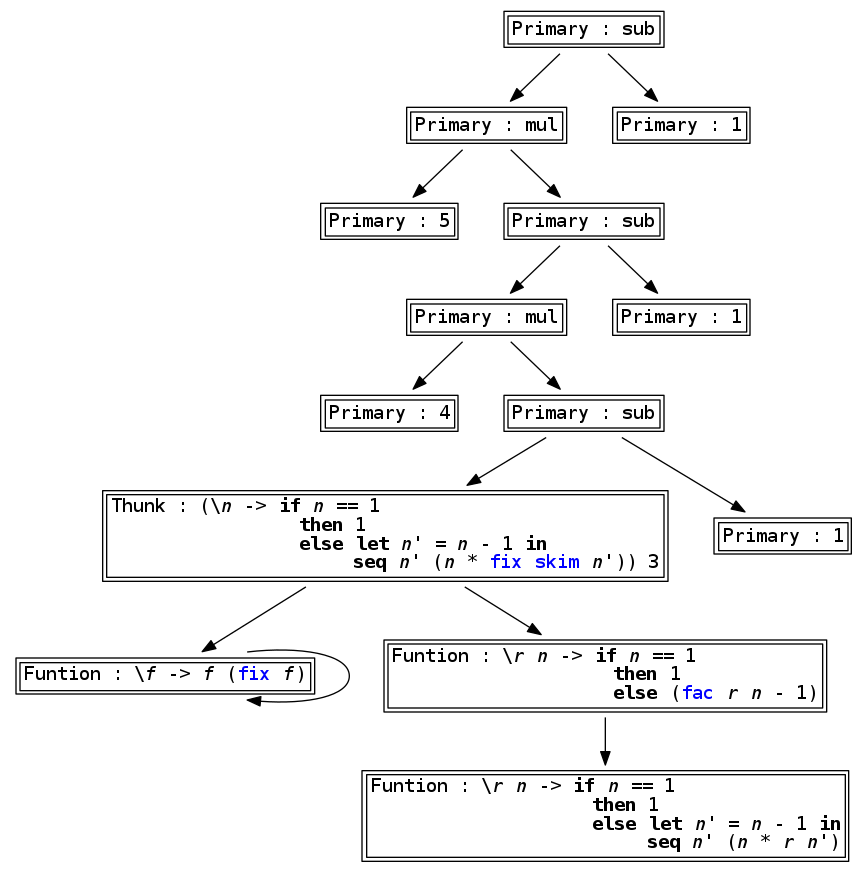 Primary : sub
Primary : mul
Primary : 1
Primary : 5
Primary : sub
Primary : mul
Primary : 1
Primary : 4
Primary : sub
Thunk : (\n -> if n == 1
then 1
else let n' = n - 1 in
seq n' (n * fix skim n')) 3
Primary : 1
Funtion : \f -> f (fix f)
Funtion : \r n -> if n == 1
then 1
else (fac r n - 1)
Funtion : \r n -> if n == 1
then 1
else let n' = n - 1 in
seq n' (n * r n')